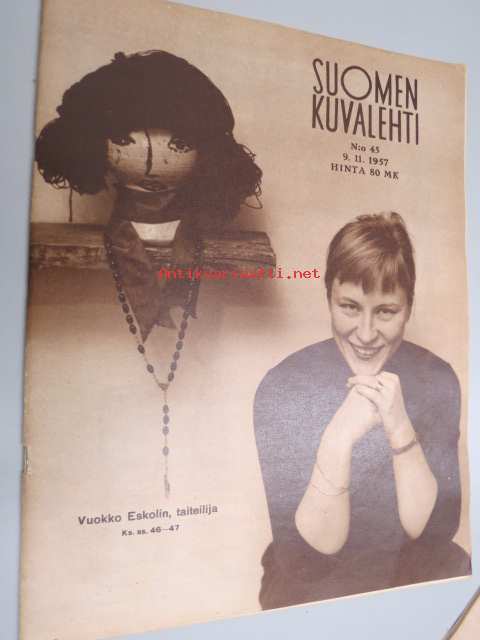 SUOMEN
KUVALEHTI
N:o 45
9. 11. 1957
HINTA 80 MK
Antikvariaatti.net
Vuokko Eskolin, taiteilija
Ks. ss. 46—47